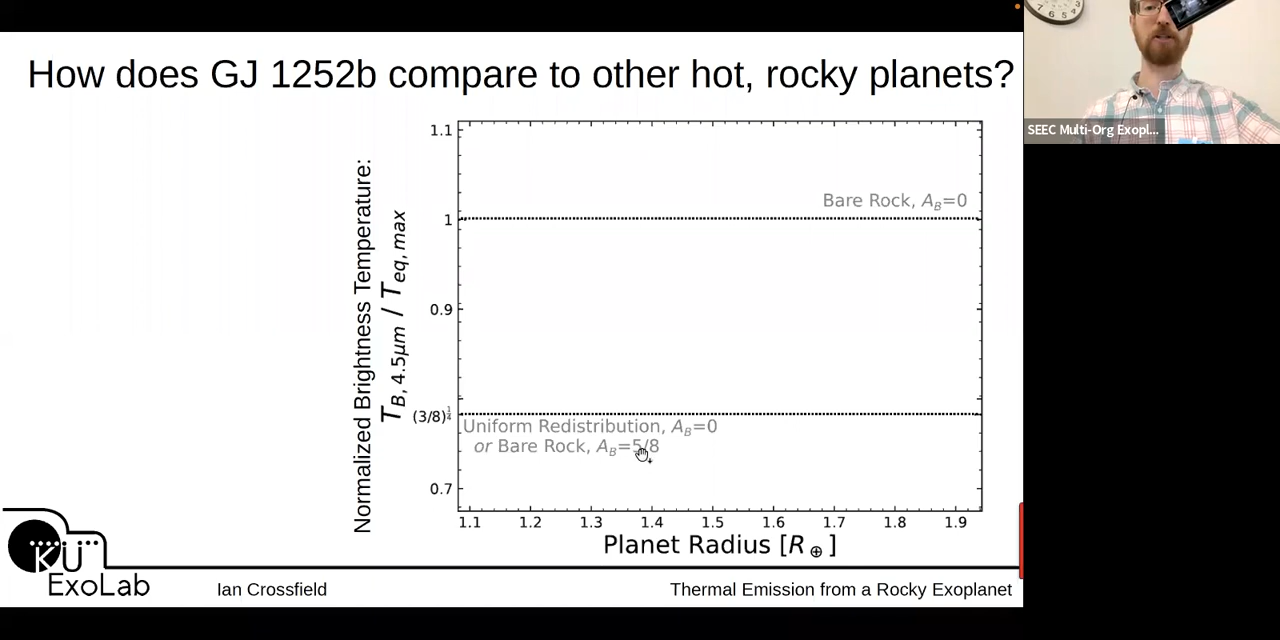 How does GJ 1252b compare to other hot, rocky planets?
SEEC Multi-Org Exopl...
Normalized Brightness Temperature:
T_B, 4.5μm / T_eq, max
1.1
1
0.9
(3/8)^1/4
0.7
Bare Rock, A_B=0
Uniform Redistribution, A_B=0
or Bare Rock, A_B=5/8
1.1 1.2 1.3 1.4 1.5 1.6 1.7 1.8 1.9
Planet Radius [R⊕]
KU
ExoLab
Ian Crossfield
Thermal Emission from a Rocky Exoplanet